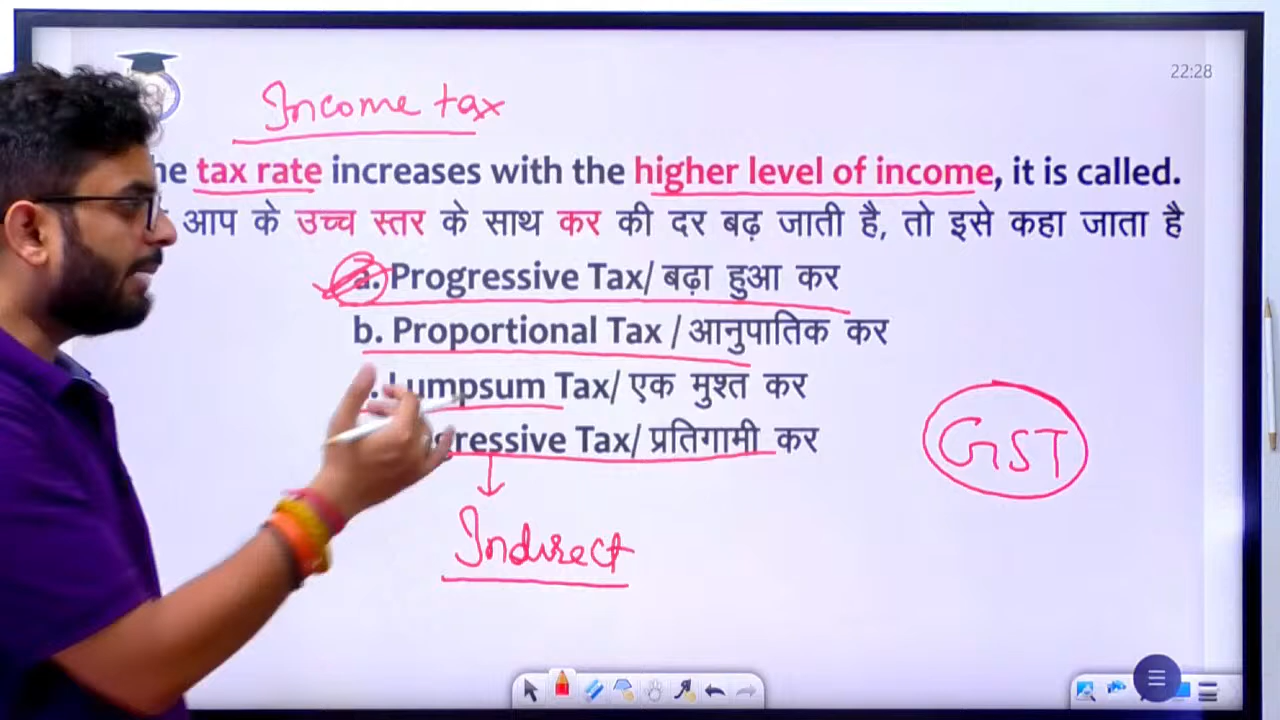 22:28
Income tax
he tax rate increases with the higher level of income, it is called.
आप के उच्च स्तर के साथ कर की दर बढ़ जाती है, तो इसे कहा जाता है
a. Progressive Tax/ बढ़ा हुआ कर
b. Proportional Tax / आनुपातिक कर
. Lumpsum Tax/ एक मुश्त कर
gressive Tax/ प्रतिगामी कर
GST
Indirect